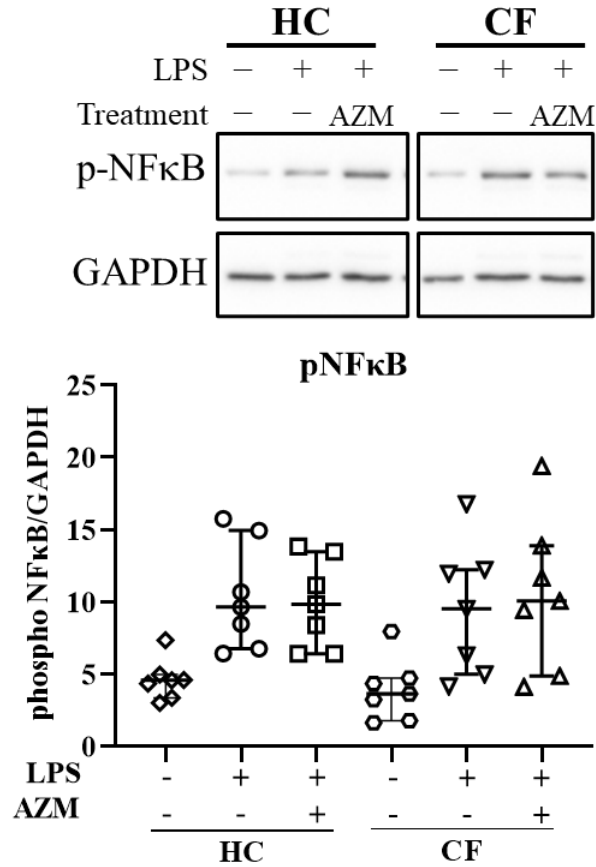 HC CF
LPS − + + − + +
Treatment − − AZM − − AZM
p-NFκB
GAPDH
pNFκB
phospho NFκB/GAPDH
25
20
15
10
5
0
LPS - + + - + +
AZM - - + - - +
HC CF